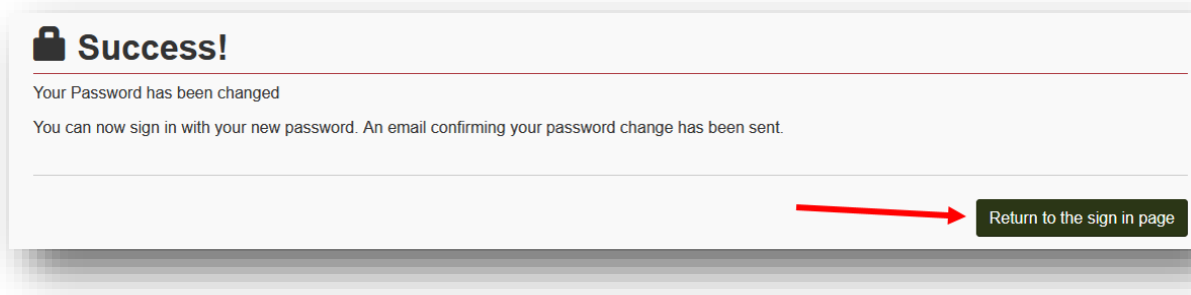 Success!
Your Password has been changed
You can now sign in with your new password. An email confirming your password change has been sent.
Return to the sign in page